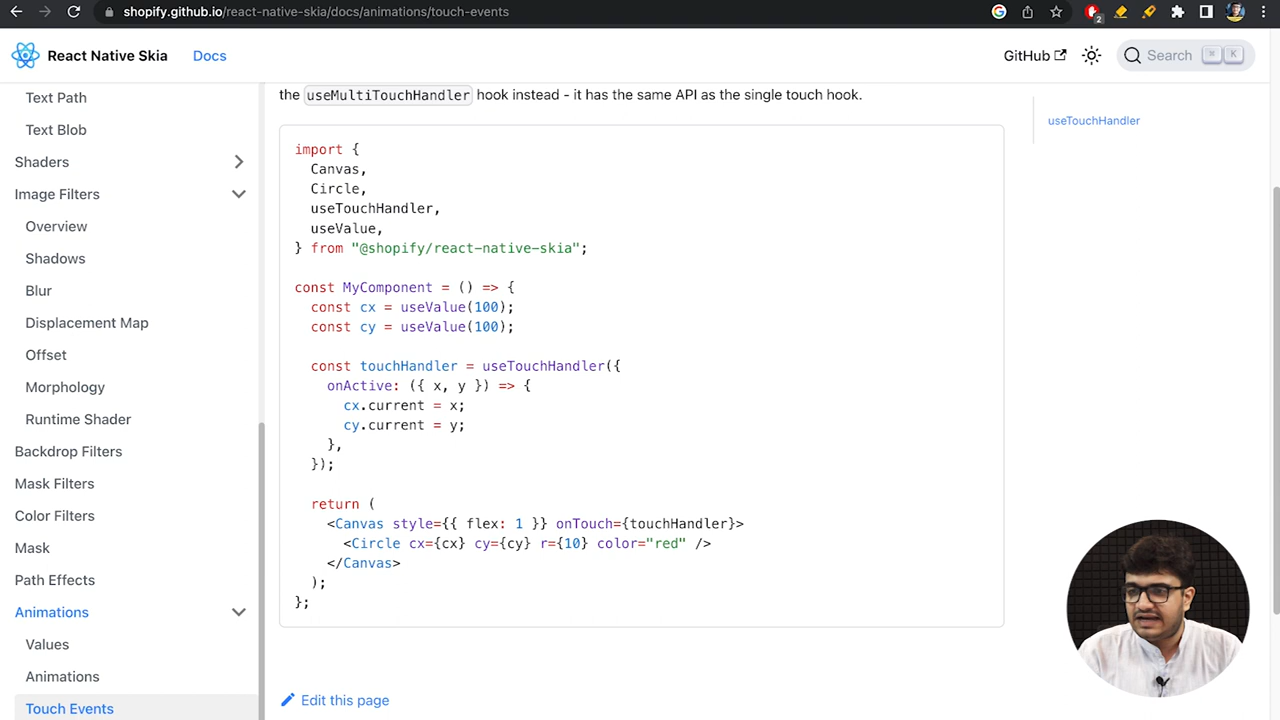 shopify.github.io/react-native-skia/docs/animations/touch-events
2
React Native Skia
Docs
GitHub
Search
K
Text Path
Text Blob
Shaders
Image Filters
Overview
Shadows
Blur
Displacement Map
Offset
Morphology
Runtime Shader
Backdrop Filters
Mask Filters
Color Filters
Mask
Path Effects
Animations
Values
Animations
Touch Events
the useMultiTouchHandler hook instead - it has the same API as the single touch hook.
import {
Canvas,
Circle,
useTouchHandler,
useValue,
} from "@shopify/react-native-skia";
const MyComponent = () => {
const cx = useValue(100);
const cy = useValue(100);
const touchHandler = useTouchHandler({
onActive: ({ x, y }) => {
cx.current = x;
cy.current = y;
},
});
return (
<Canvas style={{ flex: 1 }} onTouch={touchHandler}>
<Circle cx={cx} cy={cy} r={10} color="red" />
</Canvas>
);
};
Edit this page
useTouchHandler